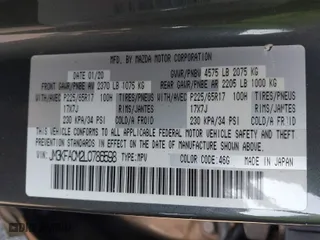 MFD. BY: MAZDA MOTOR CORPORATION
DATE 01/20 GVWR/PNBV 4575 LB 2075 KG
FRONT GAWR/PNBE AV 2370 LB 1075 KG REAR GAWR/PNBE AR 2205 LB 1000 KG
WITH/AVEC P225/65R17 100H TIRES/PNEUS WITH/AVEC P225/65R17 100H TIRES/PNEUS
17X7J RIMS/JANTES 17X7J RIMS/JANTES
230 KPA/34 PSI COLD/A FROID 230 KPA/34 PSI COLD/A FROID
THIS VEHICLE CONFORMS TO ALL APPLICABLE FEDERAL MOTOR VEHICLE SAFETY, BUMPER,
AND THEFT PREVENTION STANDARDS IN EFFECT ON THE DATE OF MANUFACTURE SHOWN ABOVE.
TYPE:MPV
COLOR:46G MADE IN JAPAN